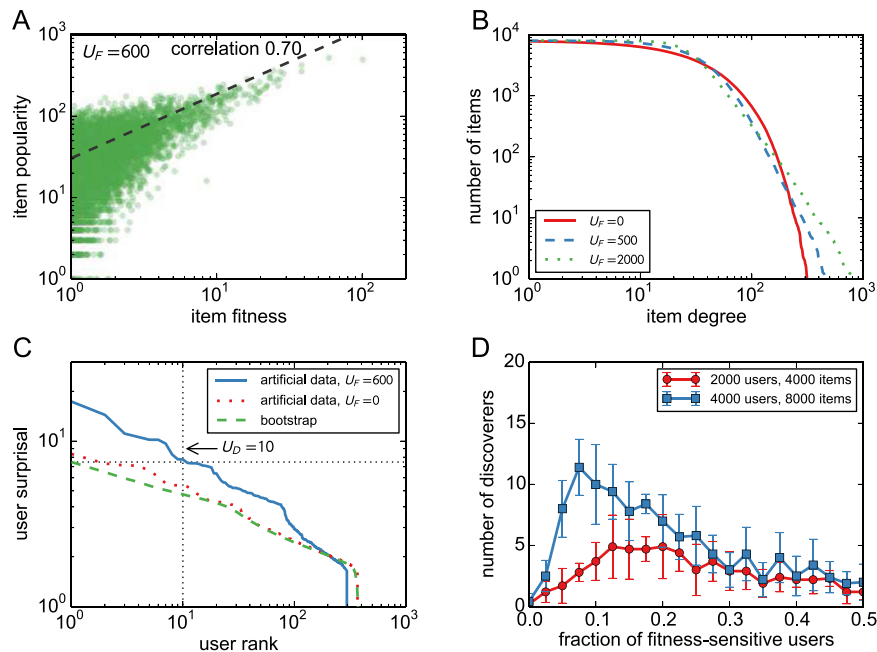 A
U_F=600 correlation 0.70
10^3
10^2
10^1
10^0
item popularity
10^0 10^1 10^2
item fitness
B
10^4
10^3
10^2
10^1
10^0
number of items
U_F=0
U_F=500
U_F=2000
10^0 10^1 10^2 10^3
item degree
C
10^1
10^0
user surprisal
artificial data, U_F=600
artificial data, U_F=0
bootstrap
U_D=10
10^0 10^1 10^2 10^3
user rank
D
20
15
10
5
0
number of discoverers
2000 users, 4000 items
4000 users, 8000 items
0.0 0.1 0.2 0.3 0.4 0.5
fraction of fitness-sensitive users